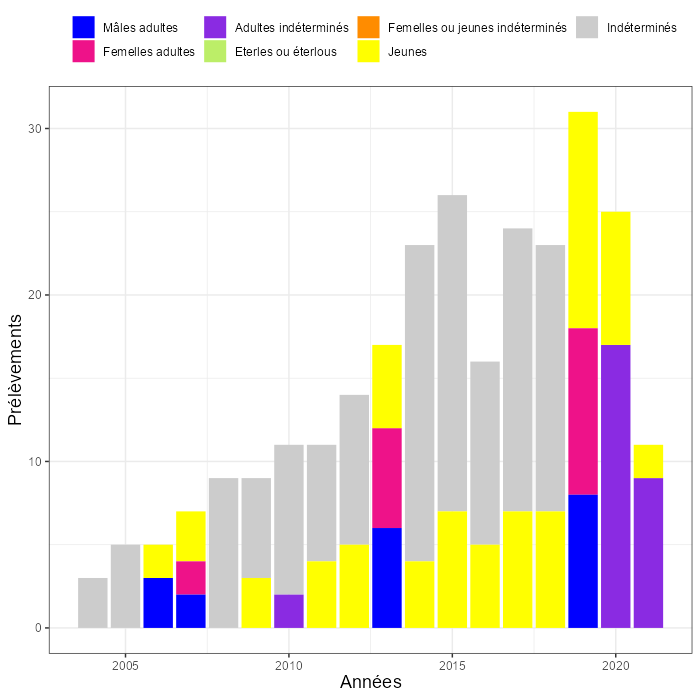 Mâles adultes Adultes indéterminés Femelles ou jeunes indéterminés Indéterminés
Femelles adultes Eterles ou éterlous Jeunes
30
20
10
0
Prélèvements
2005 2010 2015 2020
Années